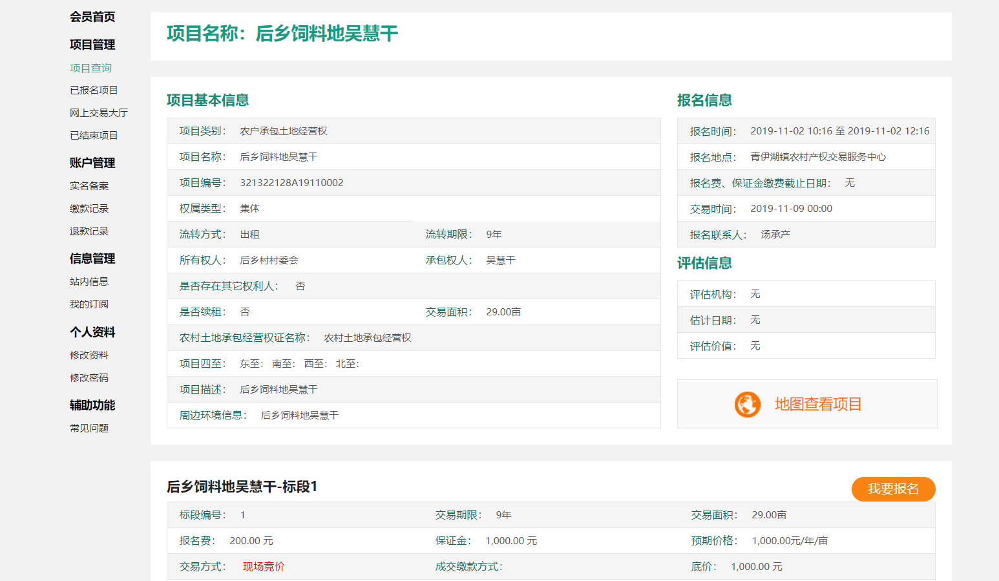 会员首页
项目管理
项目查询
已报名项目
网上交易大厅
已结束项目
账户管理
实名备案
缴款记录
退款记录
信息管理
站内信息
我的订阅
个人资料
修改资料
修改密码
辅助功能
常见问题
项目名称：后乡饲料地吴慧干
项目基本信息
项目类别： 农户承包土地经营权
项目名称： 后乡饲料地吴慧干
项目编号： 321322128A19110002
权属类型： 集体
流转方式： 出租 流转期限： 9年
所有权人： 后乡村村委会 承包权人： 吴慧干
是否存在其它权利人： 否
是否续租： 否 交易面积： 29.00亩
农村土地承包经营权证名称： 农村土地承包经营权
项目四至： 东至： 南至： 西至： 北至：
项目描述： 后乡饲料地吴慧干
周边环境信息： 后乡饲料地吴慧干
报名信息
报名时间： 2019-11-02 10:16 至 2019-11-02 12:16
报名地点： 青伊湖镇农村产权交易服务中心
报名费、保证金缴费截止日期： 无
交易时间： 2019-11-09 00:00
报名联系人： 汤承产
评估信息
评估机构： 无
估计日期： 无
评估价值： 无
地图查看项目
后乡饲料地吴慧干-标段1
我要报名
标段编号： 1 交易期限： 9年 交易面积： 29.00亩
报名费： 200.00 元 保证金： 1,000.00 元 预期价格： 1,000.00元/年/亩
交易方式： 现场竞价 成交缴款方式： 底价： 1,000.00 元